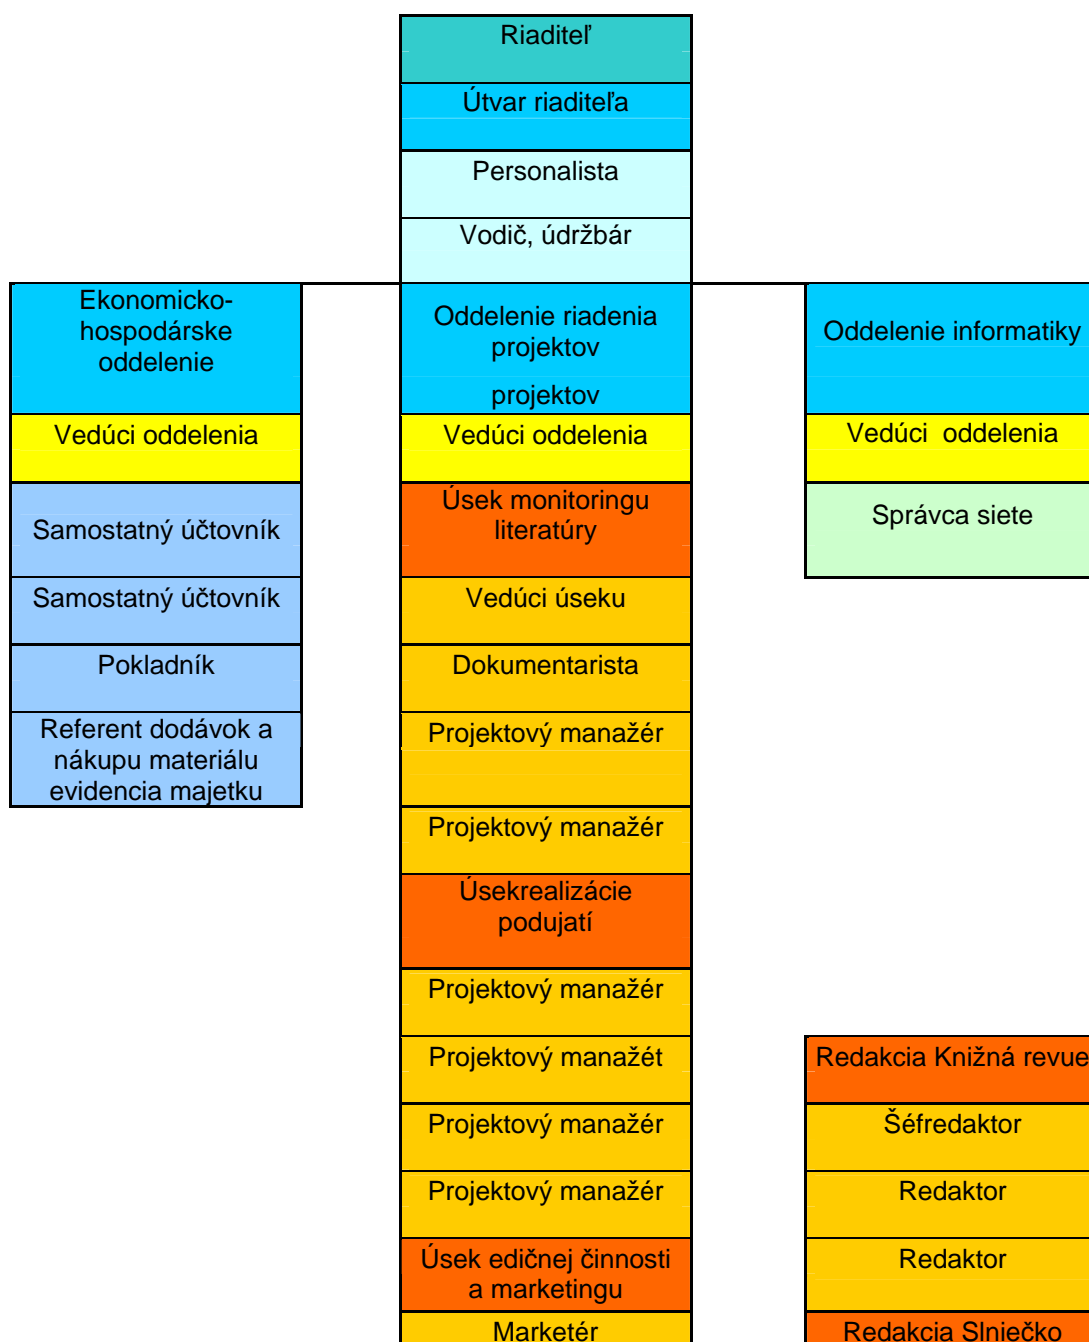 Riaditeľ
Útvar riaditeľa
Personalista
Vodič, údržbár
Ekonomicko-
hospodárske
oddelenie
Vedúci oddelenia
Samostatný účtovník
Samostatný účtovník
Pokladník
Referent dodávok a
nákupu materiálu
evidencia majetku
Oddelenie riadenia
projektov
projektov
Vedúci oddelenia
Úsek monitoringu
literatúry
Vedúci úseku
Dokumentarista
Projektový manažér
Projektový manažér
Úsekrealizácie
podujatí
Projektový manažér
Projektový manažét
Projektový manažér
Projektový manažér
Úsek edičnej činnosti
a marketingu
Marketér
Oddelenie informatiky
Vedúci  oddelenia
Správca siete
Redakcia Knižná revue
Šéfredaktor
Redaktor
Redaktor
Redakcia Slniečko